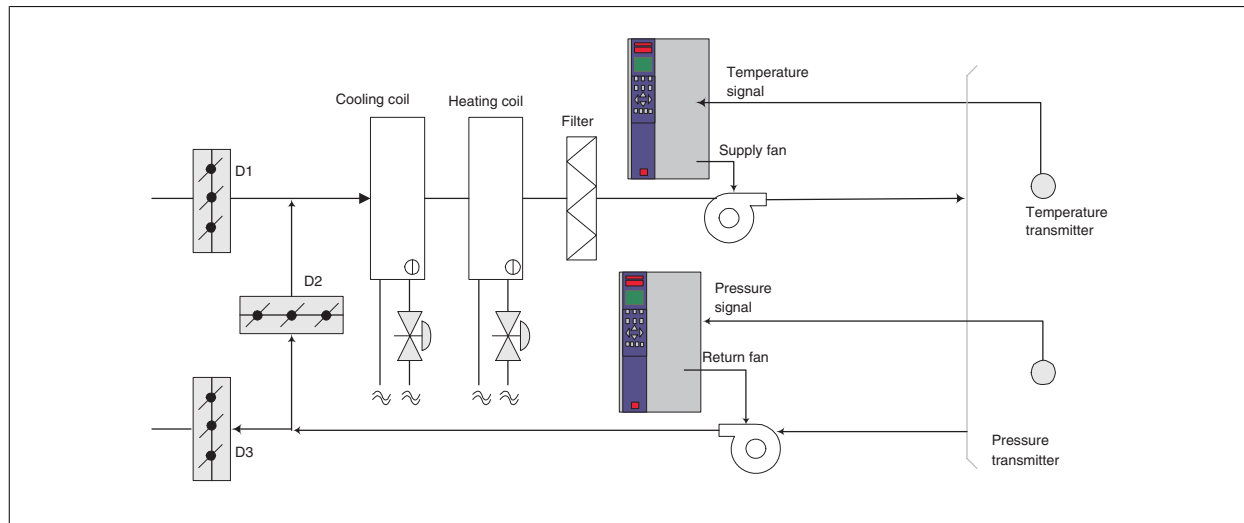 Temperature
signal
Cooling coil
Heating coil
Filter
D1
Supply fan
Temperature
transmitter
D2
Pressure
signal
Return fan
D3
Pressure
transmitter